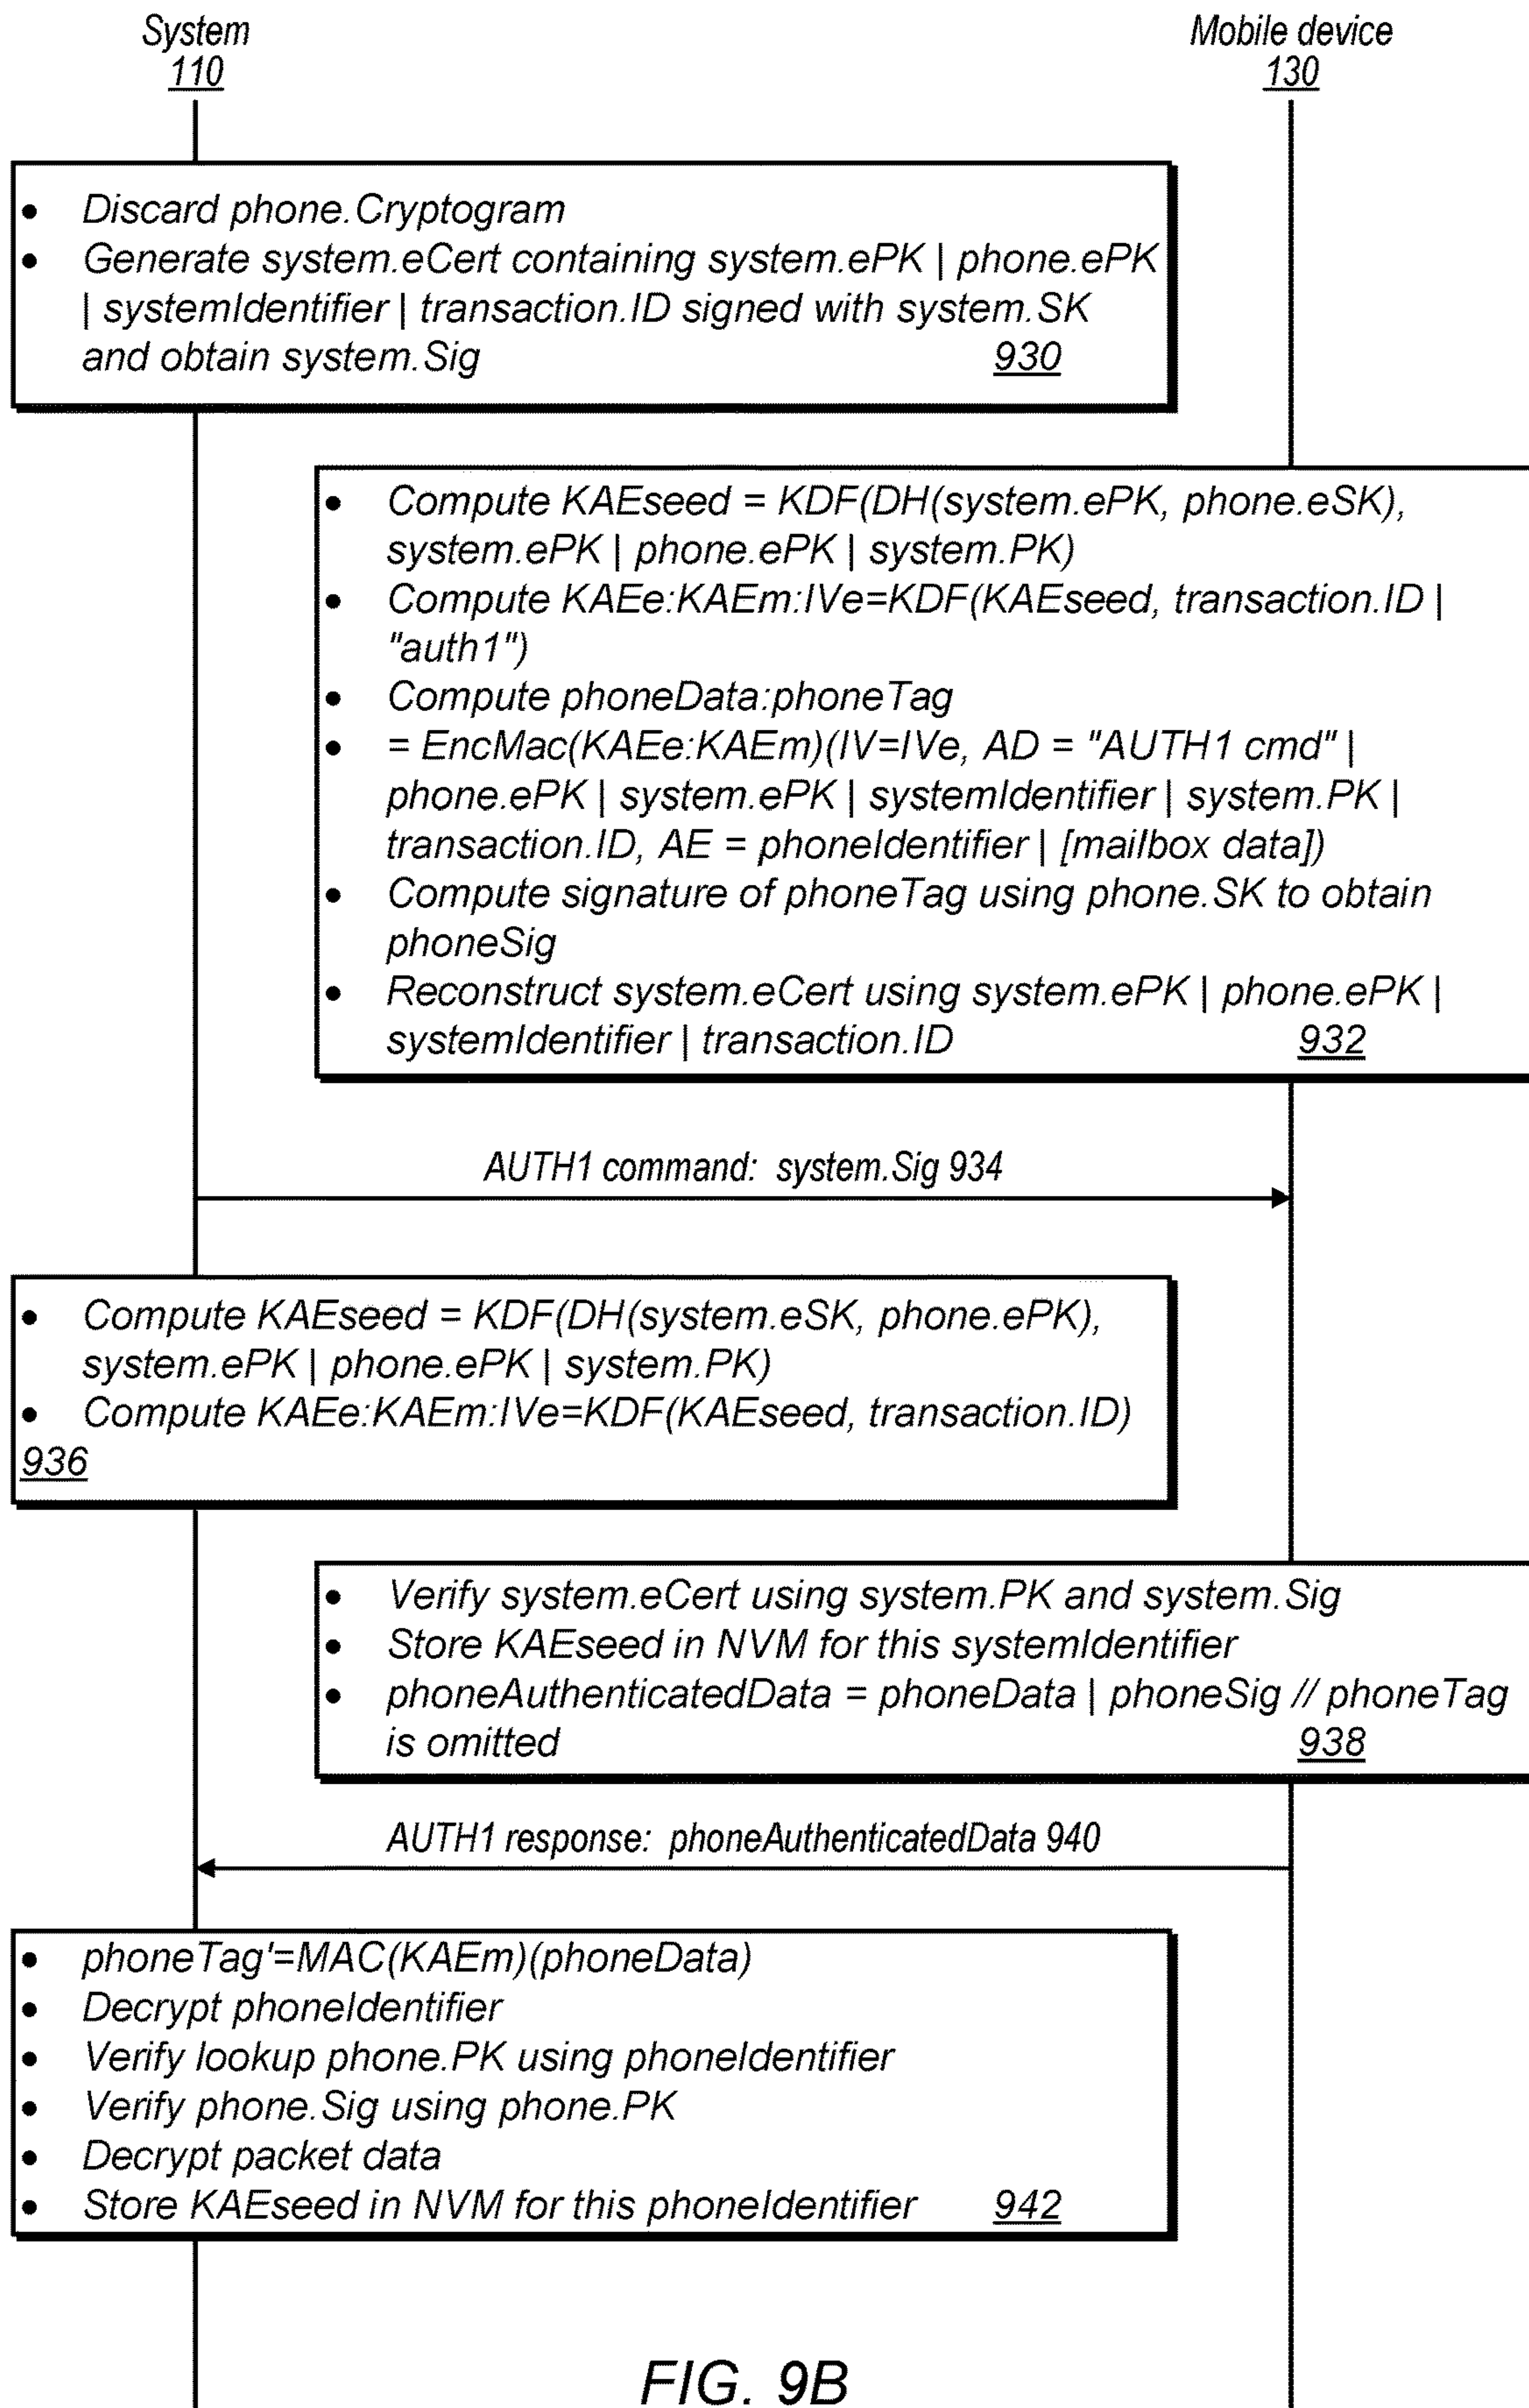 System
110
Mobile device
130
• Discard phone.Cryptogram
• Generate system.eCert containing system.ePK | phone.ePK
| systemIdentifier | transaction.ID signed with system.SK
and obtain system.Sig 930
• Compute KAEseed = KDF(DH(system.ePK, phone.eSK),
system.ePK | phone.ePK | system.PK)
• Compute KAEe:KAEm:IVe=KDF(KAEseed, transaction.ID |
"auth1")
• Compute phoneData:phoneTag
• = EncMac(KAEe:KAEm)(IV=IVe, AD = "AUTH1 cmd" |
phone.ePK | system.ePK | systemIdentifier | system.PK |
transaction.ID, AE = phoneIdentifier | [mailbox data])
• Compute signature of phoneTag using phone.SK to obtain
phoneSig
• Reconstruct system.eCert using system.ePK | phone.ePK |
systemIdentifier | transaction.ID 932
AUTH1 command: system.Sig 934
• Compute KAEseed = KDF(DH(system.eSK, phone.ePK),
system.ePK | phone.ePK | system.PK)
• Compute KAEe:KAEm:IVe=KDF(KAEseed, transaction.ID)
936
• Verify system.eCert using system.PK and system.Sig
• Store KAEseed in NVM for this systemIdentifier
• phoneAuthenticatedData = phoneData | phoneSig // phoneTag
is omitted 938
AUTH1 response: phoneAuthenticatedData 940
• phoneTag'=MAC(KAEm)(phoneData)
• Decrypt phoneIdentifier
• Verify lookup phone.PK using phoneIdentifier
• Verify phone.Sig using phone.PK
• Decrypt packet data
• Store KAEseed in NVM for this phoneIdentifier 942
FIG. 9B